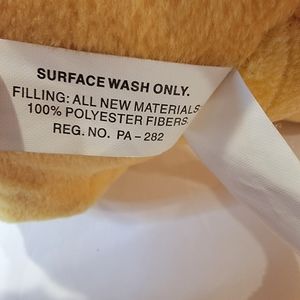 SURFACE WASH ONLY.
FILLING: ALL NEW MATERIALS
100% POLYESTER FIBERS
REG. NO. PA-282